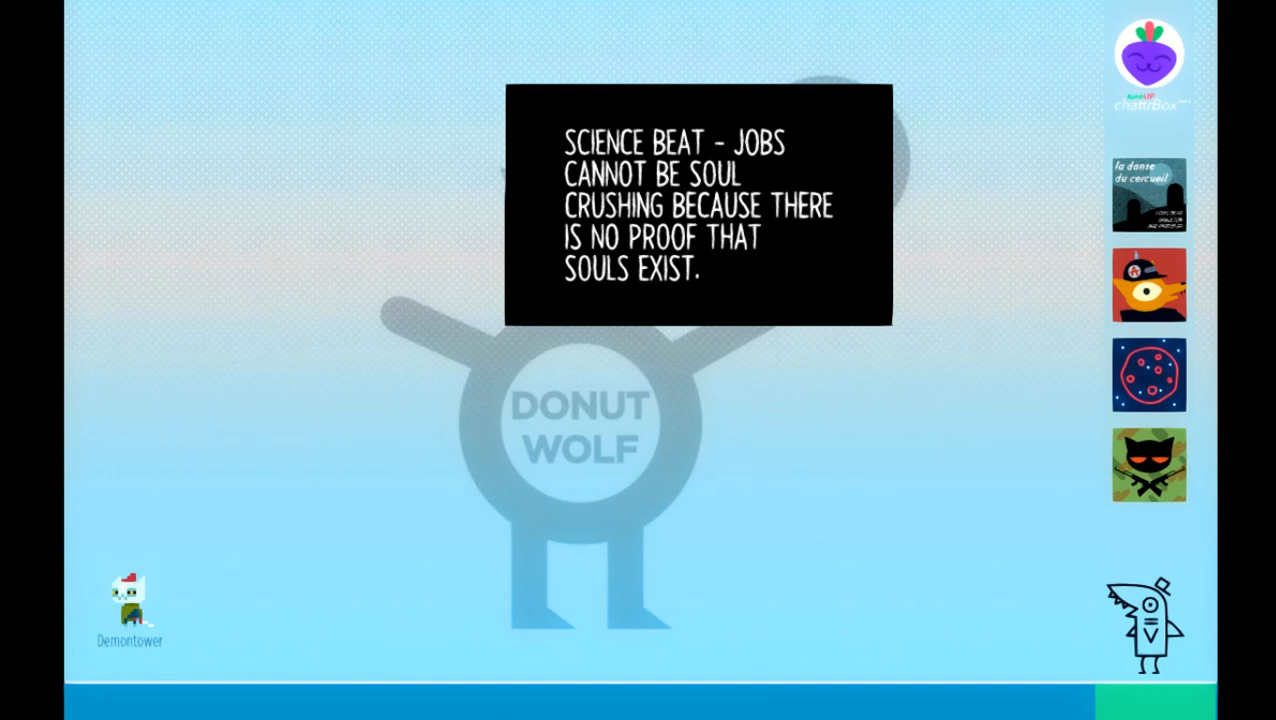 SCIENCE BEAT - JOBS
CANNOT BE SOUL
CRUSHING BECAUSE THERE
IS NO PROOF THAT
SOULS EXIST.
chattrBox
la danse
du cercueil
DONUT
WOLF
Demontower